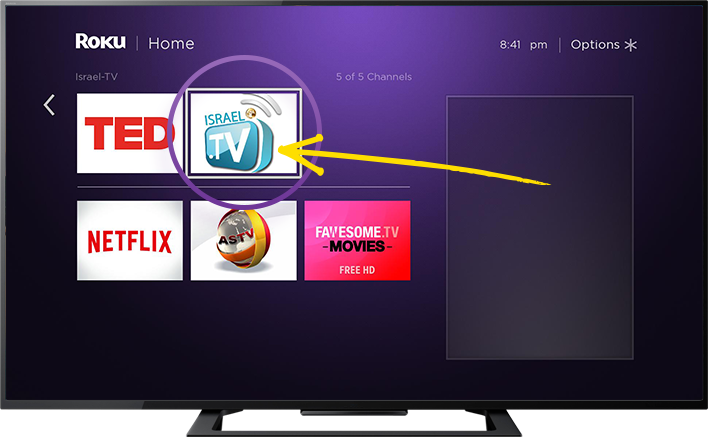 Roku | Home
8:41 pm | Options
Israel-TV
5 of 5 Channels
TED
ISRAEL
TV
NETFLIX
ASTV
FAWESOME.TV
-MOVIES-
FREE HD